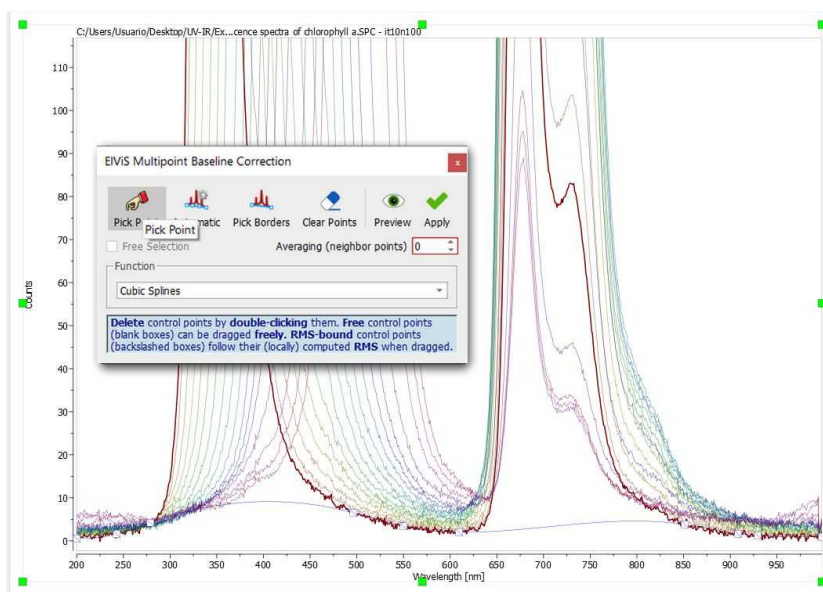 C:/Users/Usuario/Desktop/UV-IR/Ex...cence spectra of chlorophyll a.SPC - it10n100
110
100
90
80
70
60
50
40
30
20
10
0
Counts
ElViS Multipoint Baseline Correction
x
Pick Borders Clear Points Preview Apply
Pick Point
Free Selection Averaging (neighbor points) 0
Function
Cubic Splines
Delete control points by double-clicking them. Free control points
(blank boxes) can be dragged freely. RMS-bound control points
(backslashed boxes) follow their (locally) computed RMS when dragged.
200 250 300 350 400 450 500 550 600 650 700 750 800 850 900 950
Wavelength [nm]